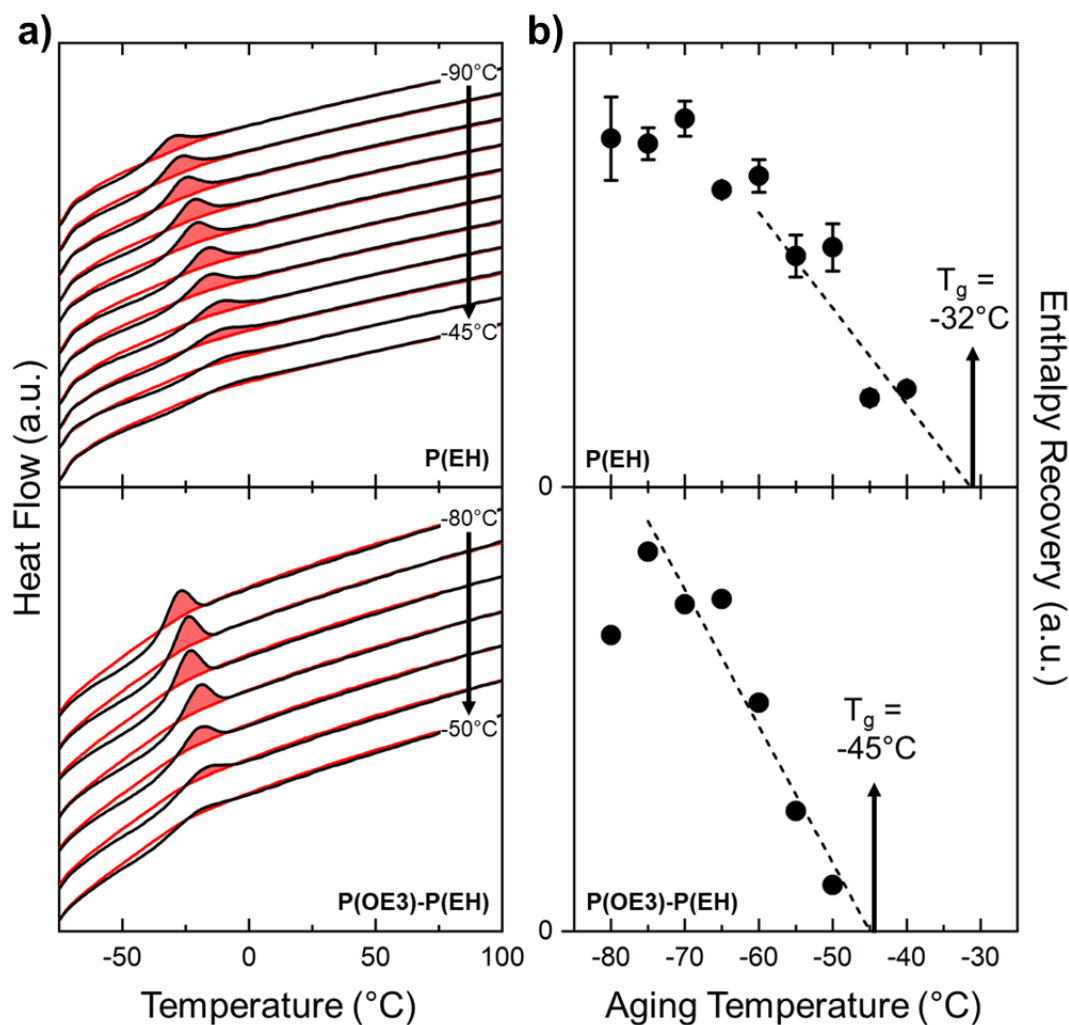 a)
b)
-90°C
-45°C
P(EH)
T_g =
-32°C
P(EH)
0
-80°C
-50°C
P(OE3)-P(EH)
T_g =
-45°C
P(OE3)-P(EH)
0
Heat Flow (a.u.)
Enthalpy Recovery (a.u.)
-50 0 50 100
-80 -70 -60 -50 -40 -30
Temperature (°C)
Aging Temperature (°C)